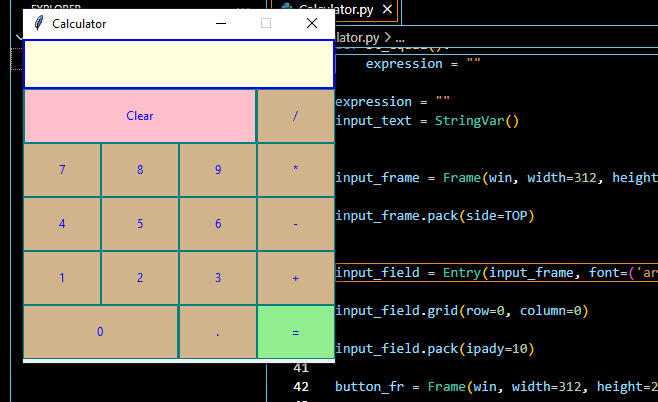 EXPLORER
Calculator
Calculator.py
lator.py > ...
Clear
/
7 8 9 *
4 5 6 -
1 2 3 +
0 . =
expression = ""
expression = ""
input_text = StringVar()
input_frame = Frame(win, width=312, height
input_frame.pack(side=TOP)
input_field = Entry(input_frame, font=('ar
input_field.grid(row=0, column=0)
input_field.pack(ipady=10)
41
42 button_fr = Frame(win, width=312, height=2